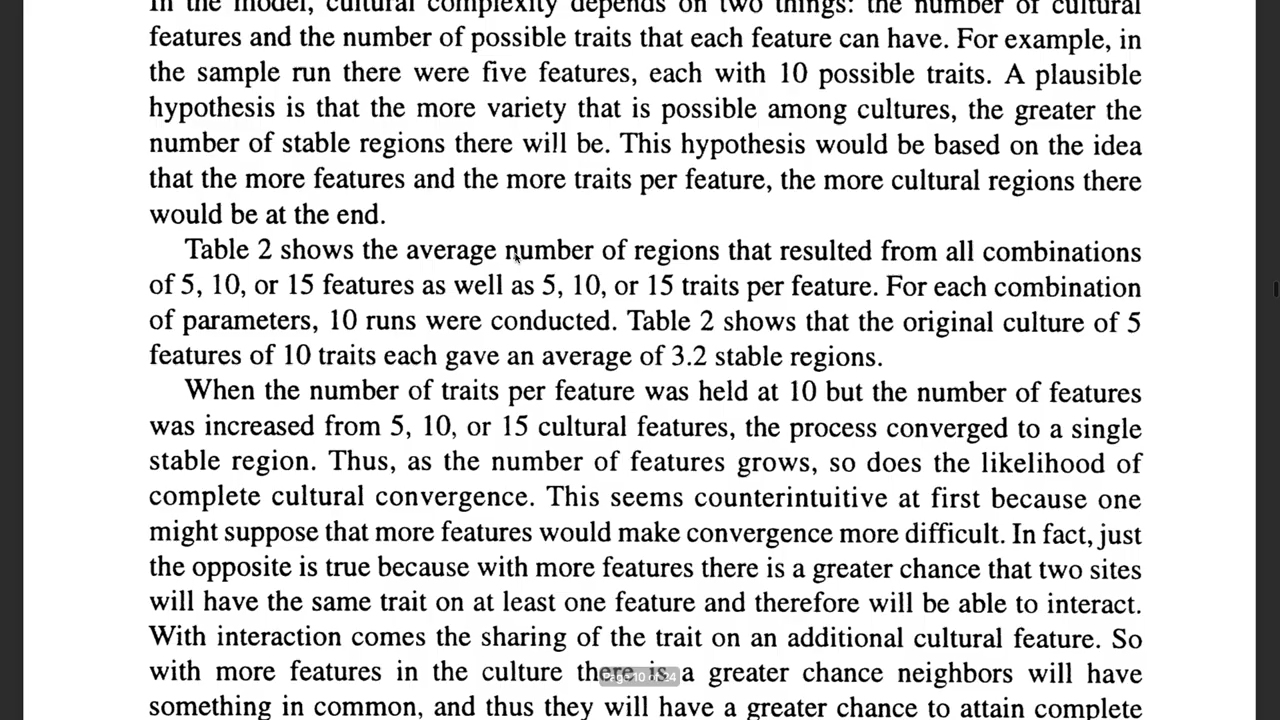 In the model, cultural complexity depends on two things: the number of cultural
features and the number of possible traits that each feature can have. For example, in
the sample run there were five features, each with 10 possible traits. A plausible
hypothesis is that the more variety that is possible among cultures, the greater the
number of stable regions there will be. This hypothesis would be based on the idea
that the more features and the more traits per feature, the more cultural regions there
would be at the end.
Table 2 shows the average number of regions that resulted from all combinations
of 5, 10, or 15 features as well as 5, 10, or 15 traits per feature. For each combination
of parameters, 10 runs were conducted. Table 2 shows that the original culture of 5
features of 10 traits each gave an average of 3.2 stable regions.
When the number of traits per feature was held at 10 but the number of features
was increased from 5, 10, or 15 cultural features, the process converged to a single
stable region. Thus, as the number of features grows, so does the likelihood of
complete cultural convergence. This seems counterintuitive at first because one
might suppose that more features would make convergence more difficult. In fact, just
the opposite is true because with more features there is a greater chance that two sites
will have the same trait on at least one feature and therefore will be able to interact.
With interaction comes the sharing of the trait on an additional cultural feature. So
with more features in the culture there is a greater chance neighbors will have
Page 10 of 24
something in common, and thus they will have a greater chance to attain complete